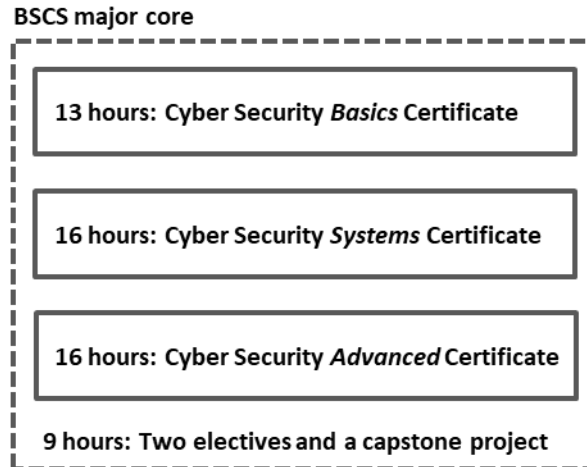 BSCS major core
13 hours: Cyber Security Basics Certificate
16 hours: Cyber Security Systems Certificate
16 hours: Cyber Security Advanced Certificate
9 hours: Two electives and a capstone project